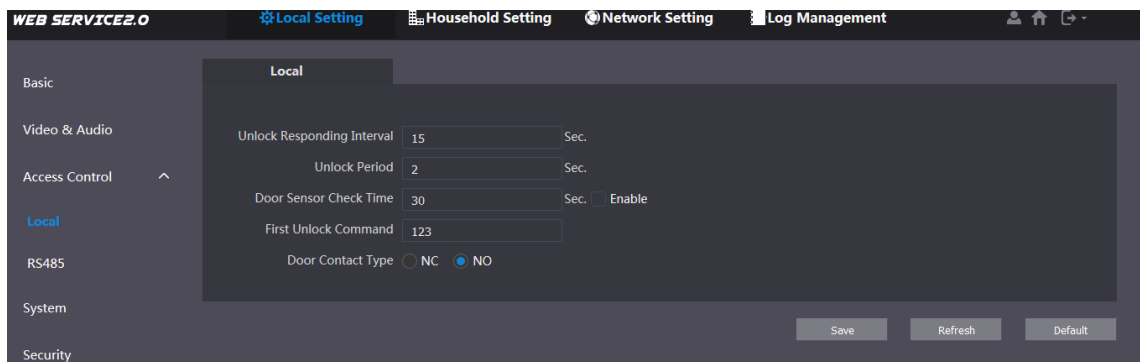 WEB SERVICE2.0 Local Setting Household Setting Network Setting Log Management
Local
Basic
Video & Audio
Access Control
Local
RS485
System
Security
Unlock Responding Interval 15 Sec.
Unlock Period 2 Sec.
Door Sensor Check Time 30 Sec. Enable
First Unlock Command 123
Door Contact Type NC NO
Save Refresh Default